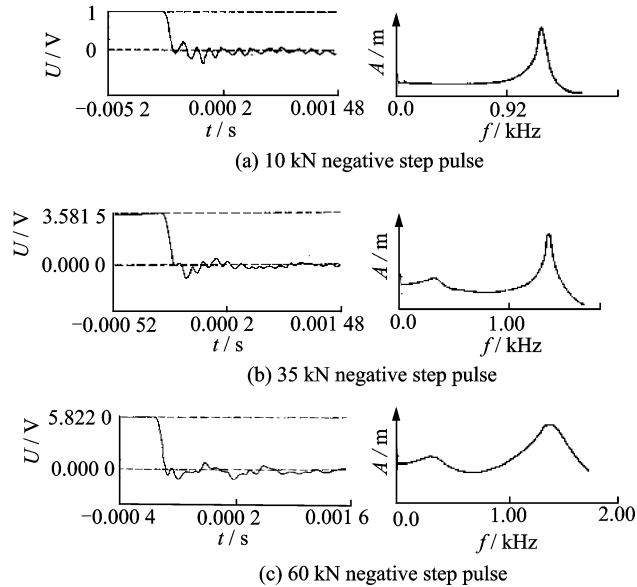 1
0
U / V
−0.005 2
0.000 2
0.001 48
t / s
A / m
0.0
0.92
f / kHz
(a) 10 kN negative step pulse
3.581 5
0.000 0
U / V
−0.000 52
0.000 2
0.001 48
t / s
A / m
0.0
1.00
f / kHz
(b) 35 kN negative step pulse
5.822 0
0.000 0
U / V
−0.000 4
0.000 2
0.001 6
t / s
A / m
0.0
1.00
2.00
f / kHz
(c) 60 kN negative step pulse